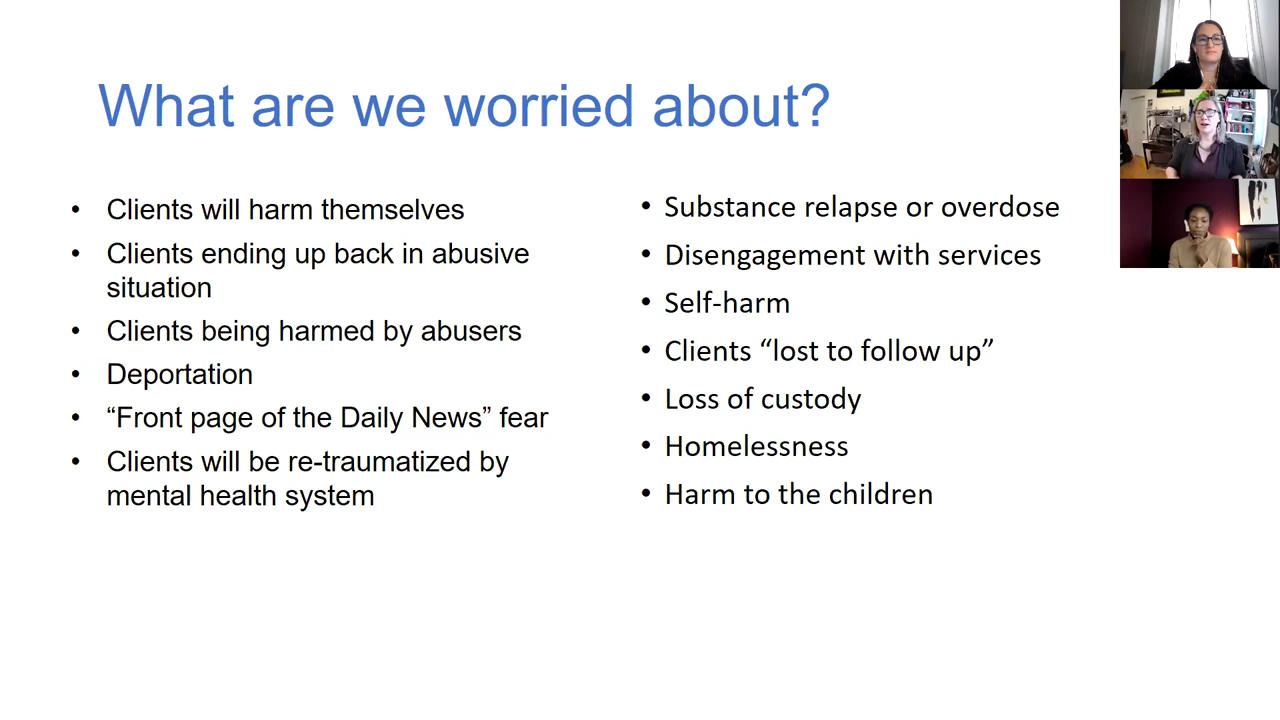 What are we worried about?
• Clients will harm themselves
• Clients ending up back in abusive
situation
• Clients being harmed by abusers
• Deportation
• “Front page of the Daily News” fear
• Clients will be re-traumatized by
mental health system
• Substance relapse or overdose
• Disengagement with services
• Self-harm
• Clients “lost to follow up”
• Loss of custody
• Homelessness
• Harm to the children